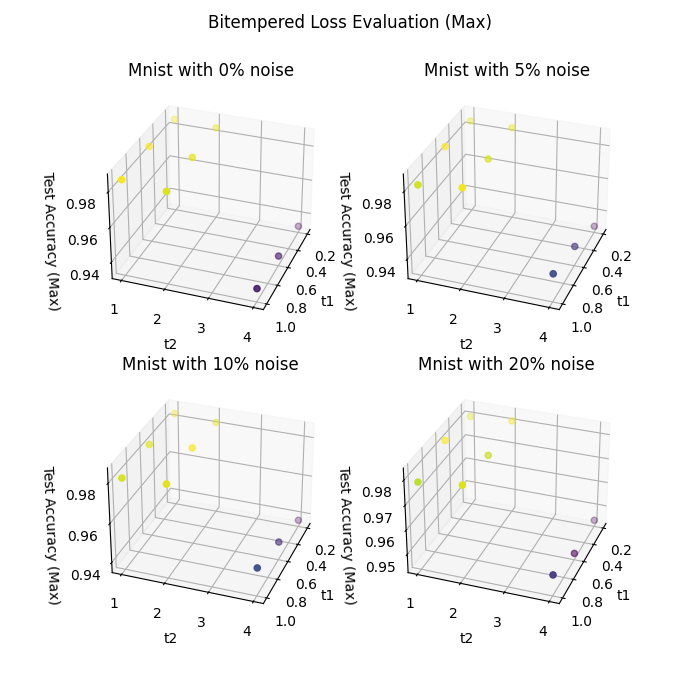 Bitempered Loss Evaluation (Max)
Mnist with 0% noise
Test Accuracy (Max)
0.98
0.96
0.94
1
2
3
4
t2
0.2
0.4
0.6
0.8
1.0
t1
Mnist with 5% noise
Test Accuracy (Max)
0.98
0.96
0.94
1
2
3
4
t2
0.2
0.4
0.6
0.8
1.0
t1
Mnist with 10% noise
Test Accuracy (Max)
0.98
0.96
0.94
1
2
3
4
t2
0.2
0.4
0.6
0.8
1.0
t1
Mnist with 20% noise
Test Accuracy (Max)
0.98
0.97
0.96
0.95
1
2
3
4
t2
0.2
0.4
0.6
0.8
1.0
t1